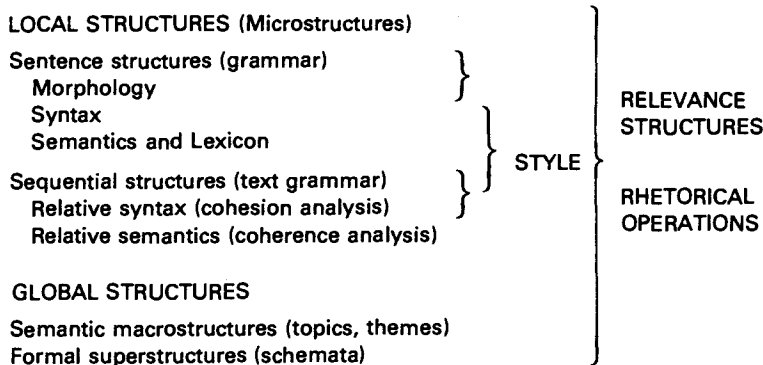 LOCAL STRUCTURES (Microstructures)
Sentence structures (grammar)
Morphology
Syntax
Semantics and Lexicon
Sequential structures (text grammar)
Relative syntax (cohesion analysis)
Relative semantics (coherence analysis)
GLOBAL STRUCTURES
Semantic macrostructures (topics, themes)
Formal superstructures (schemata)
STYLE
RELEVANCE
STRUCTURES
RHETORICAL
OPERATIONS